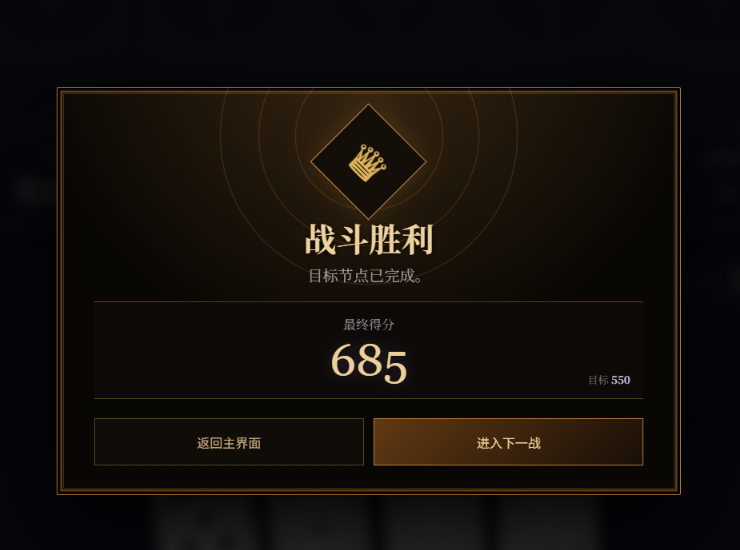 战斗胜利
目标节点已完成。
最终得分
685
目标 550
返回主界面
进入下一战